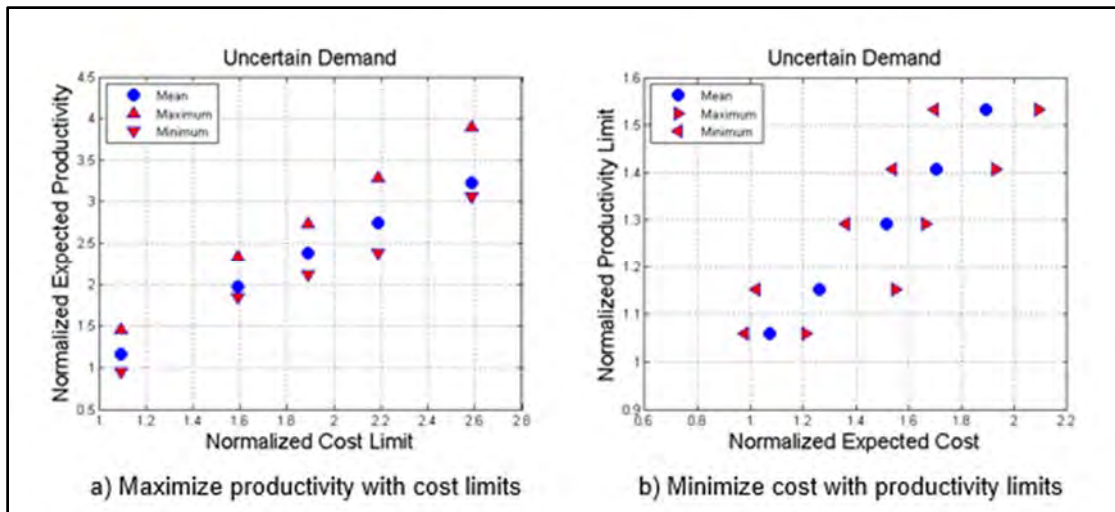 Uncertain Demand
4.5
4
3.5
3
2.5
2
1.5
1
0.5
Mean
Maximum
Minimum
Normalized Expected Productivity
1 1.2 1.4 1.6 1.8 2 2.2 2.4 2.6 2.8
Normalized Cost Limit
a) Maximize productivity with cost limits
Uncertain Demand
1.6
1.5
1.4
1.3
1.2
1.1
1
0.9
Mean
Maximum
Minimum
Normalized Productivity Limit
0.6 0.8 1 1.2 1.4 1.6 1.8 2 2.2
Normalized Expected Cost
b) Minimize cost with productivity limits